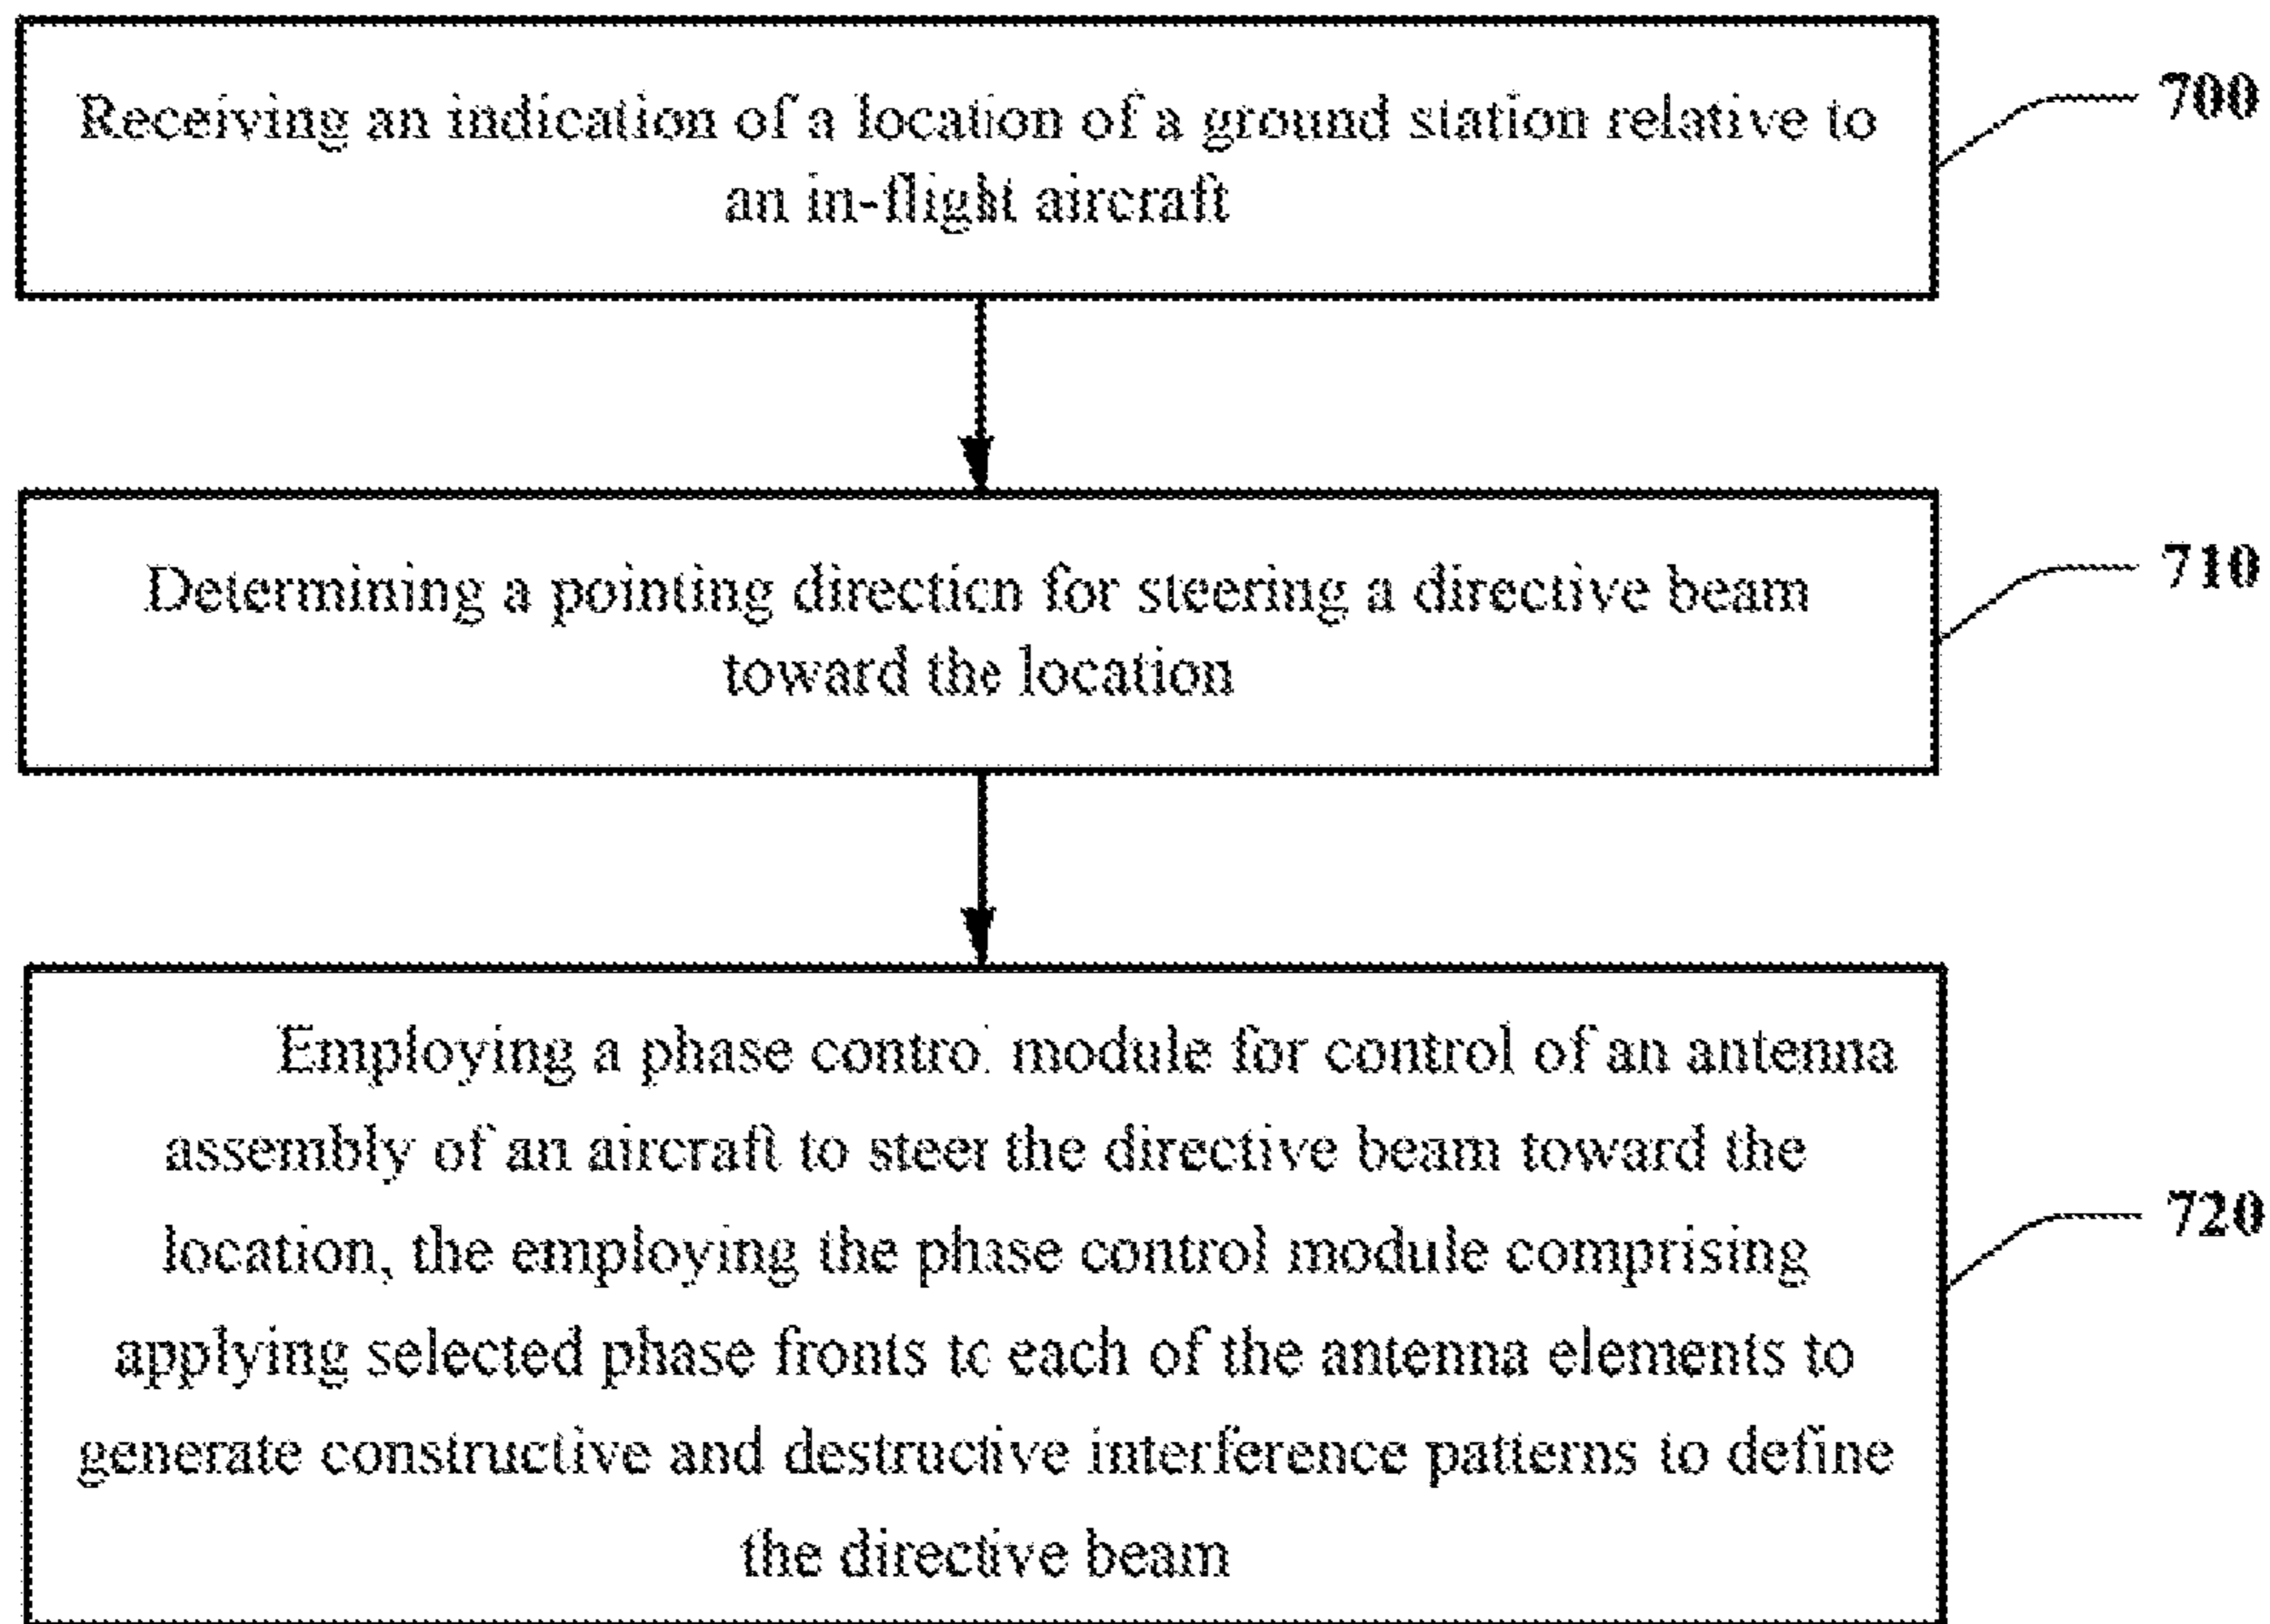 Receiving an indication of a location of a ground station relative to
an in-flight aircraft
700
Determining a pointing direction for steering a directive beam
toward the location
710
Employing a phase control module for control of an antenna
assembly of an aircraft to steer the directive beam toward the
location, the employing the phase control module comprising
applying selected phase fronts to each of the antenna elements to
generate constructive and destructive interference patterns to define
the directive beam
720